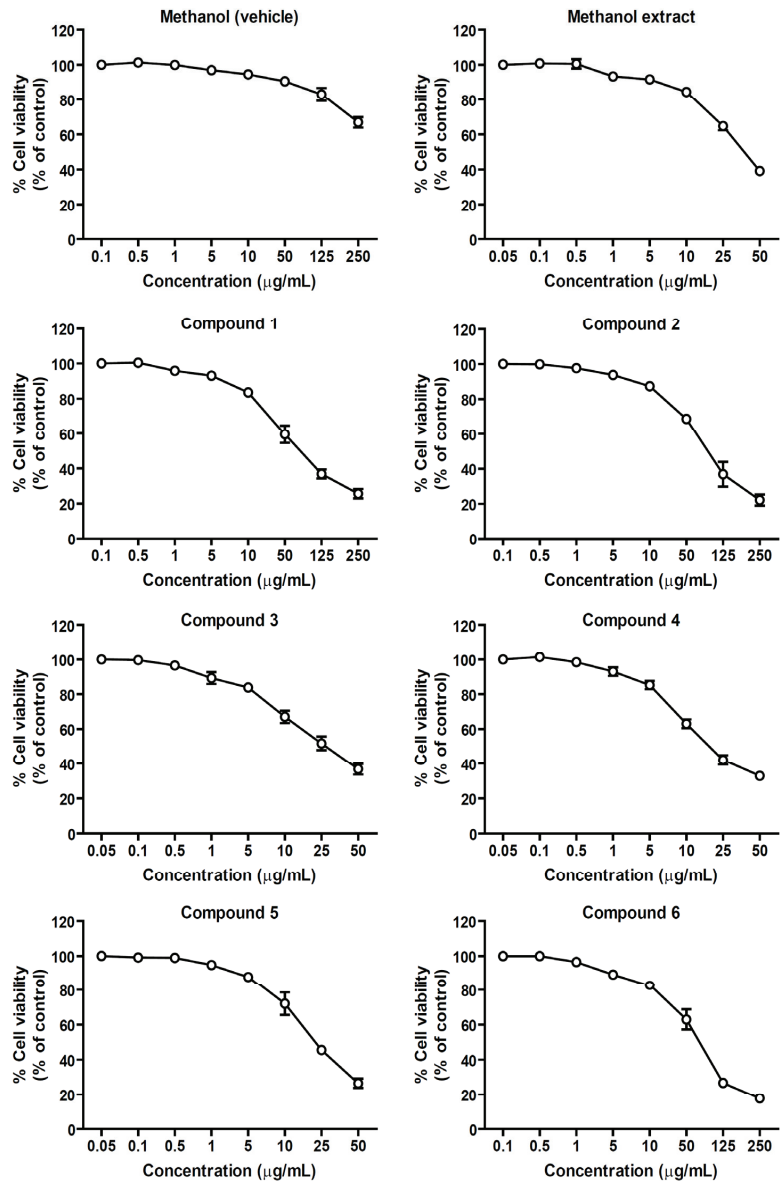 Methanol (vehicle)
120
100
80
60
40
20
0
% Cell viability
(% of control)
0.1 0.5 1 5 10 50 125 250
Concentration (μg/mL)
Methanol extract
120
100
80
60
40
20
0
% Cell viability
(% of control)
0.05 0.1 0.5 1 5 10 25 50
Concentration (μg/mL)
Compound 1
120
100
80
60
40
20
0
% Cell viability
(% of control)
0.1 0.5 1 5 10 50 125 250
Concentration (μg/mL)
Compound 2
120
100
80
60
40
20
0
% Cell viability
(% of control)
0.1 0.5 1 5 10 50 125 250
Concentration (μg/mL)
Compound 3
120
100
80
60
40
20
0
% Cell viability
(% of control)
0.05 0.1 0.5 1 5 10 25 50
Concentration (μg/mL)
Compound 4
120
100
80
60
40
20
0
% Cell viability
(% of control)
0.05 0.1 0.5 1 5 10 25 50
Concentration (μg/mL)
Compound 5
120
100
80
60
40
20
0
% Cell viability
(% of control)
0.05 0.1 0.5 1 5 10 25 50
Concentration (μg/mL)
Compound 6
120
100
80
60
40
20
0
% Cell viability
(% of control)
0.1 0.5 1 5 10 50 125 250
Concentration (μg/mL)